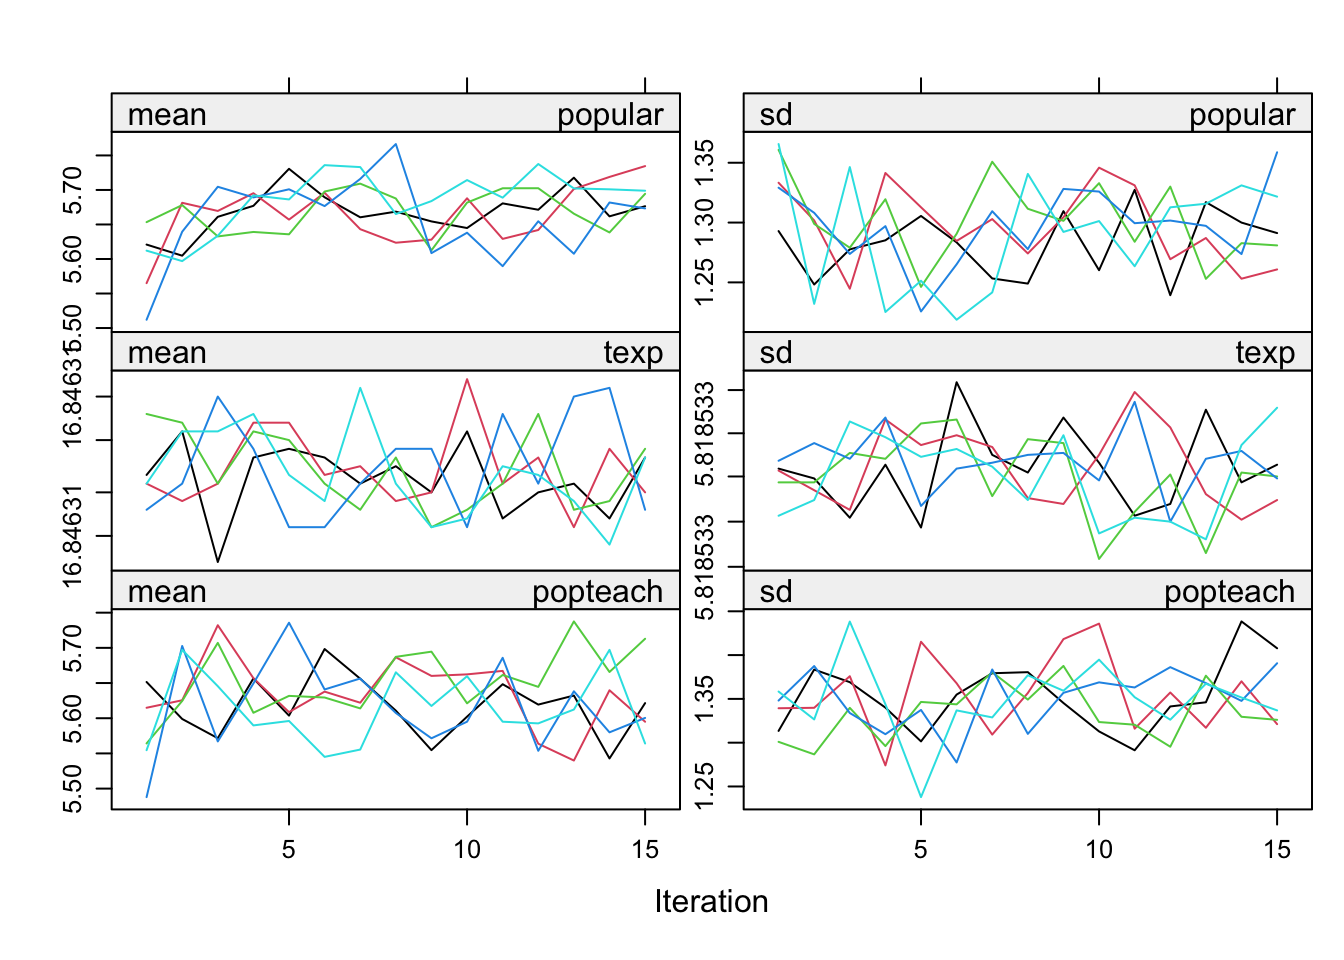 mean popular
sd popular
5.70
5.60
5.50
1.35
1.30
1.25
mean texp
sd texp
16.84631
16.84631
5.818533
5.818533
mean popteach
sd popteach
5.70
5.60
5.50
1.35
1.25
5 10 15
5 10 15
Iteration